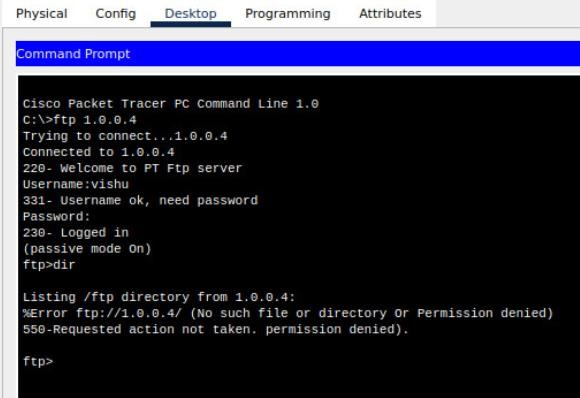 Physical Config Desktop Programming Attributes
Command Prompt
Cisco Packet Tracer PC Command Line 1.0
C:\>ftp 1.0.0.4
Trying to connect...1.0.0.4
Connected to 1.0.0.4
220- Welcome to PT Ftp server
Username:vishu
331- Username ok, need password
Password:
230- Logged in
(passive mode On)
ftp>dir
Listing /ftp directory from 1.0.0.4:
%Error ftp://1.0.0.4/ (No such file or directory Or Permission denied)
550-Requested action not taken. permission denied).
ftp>